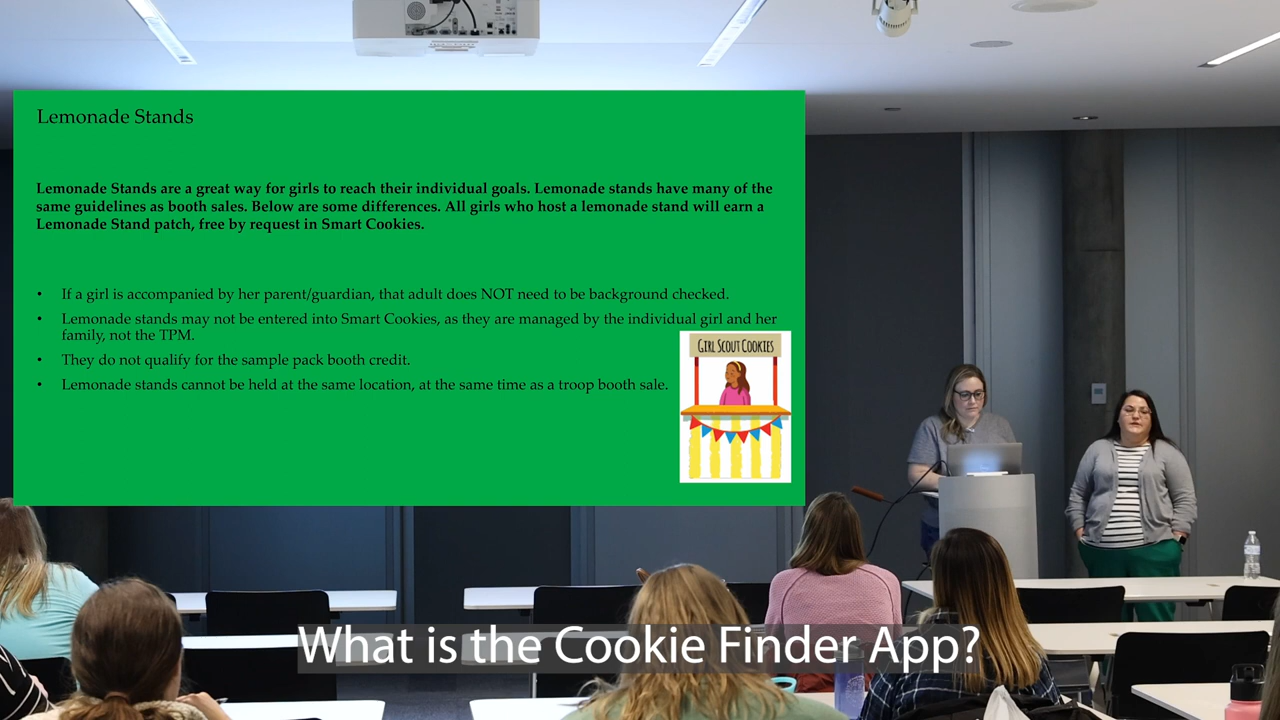 Lemonade Stands
Lemonade Stands are a great way for girls to reach their individual goals. Lemonade stands have many of the
same guidelines as booth sales. Below are some differences. All girls who host a lemonade stand will earn a
Lemonade Stand patch, free by request in Smart Cookies.
• If a girl is accompanied by her parent/guardian, that adult does NOT need to be background checked.
• Lemonade stands may not be entered into Smart Cookies, as they are managed by the individual girl and her
family, not the TPM.
• They do not qualify for the sample pack booth credit.
• Lemonade stands cannot be held at the same location, at the same time as a troop booth sale.
GIRL SCOUT COOKIES
What is the Cookie Finder App?